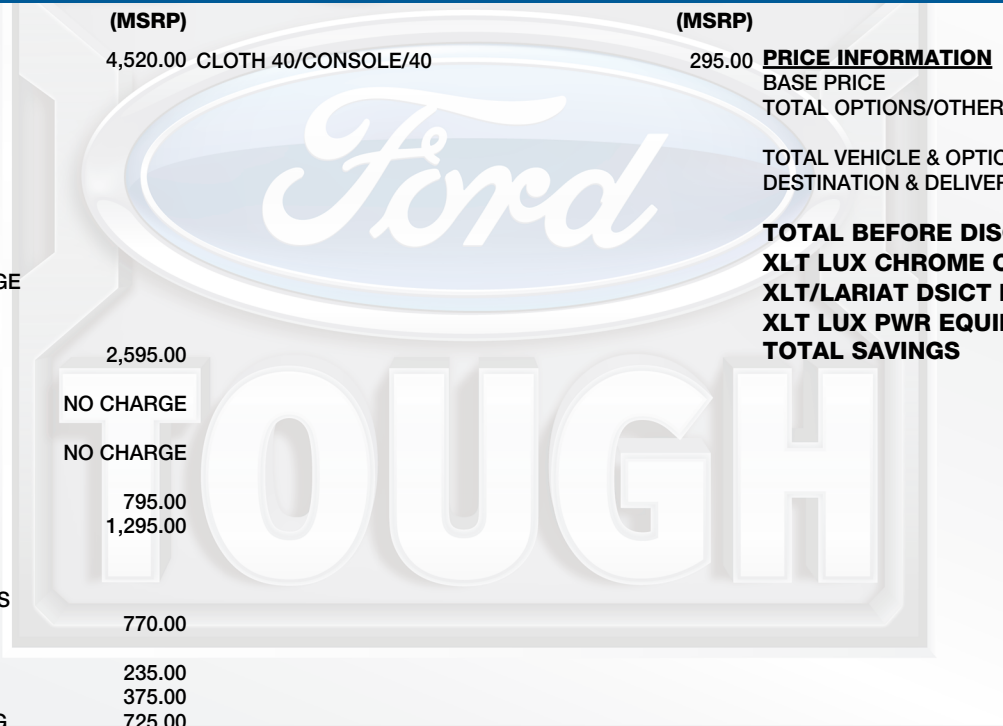 (MSRP) (MSRP)
4,520.00 CLOTH 40/CONSOLE/40 295.00 PRICE INFORMATION
BASE PRICE
TOTAL OPTIONS/OTHER
TOTAL VEHICLE & OPTIO
DESTINATION & DELIVER
TOTAL BEFORE DISC
XLT LUX CHROME
XLT/LARIAT DSICT
XLT LUX PWR EQUI
TOTAL SAVINGS
GE
2,595.00
NO CHARGE
NO CHARGE
795.00
1,295.00
S
770.00
235.00
375.00
G 725.00
Ford
TOUGH